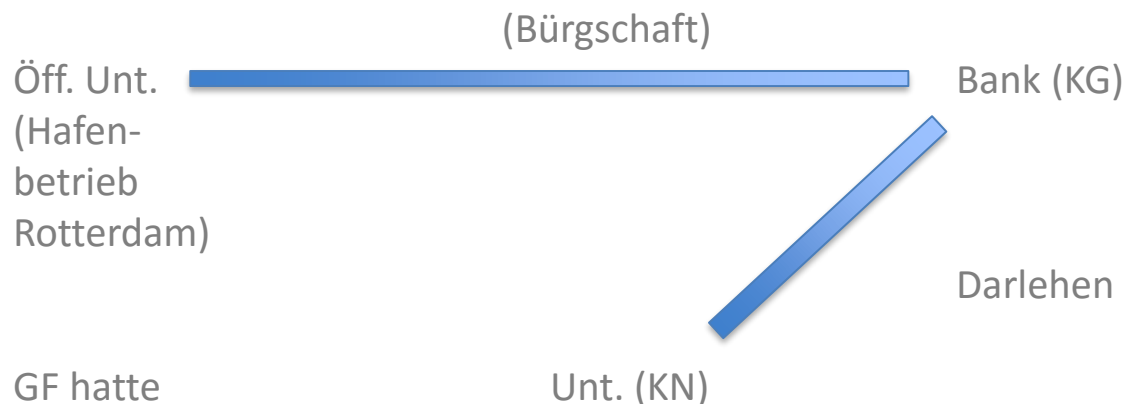 (Bürgschaft)
Öff. Unt.
(Hafen-
betrieb
Rotterdam)
Bank (KG)
Darlehen
GF hatte
Unt. (KN)